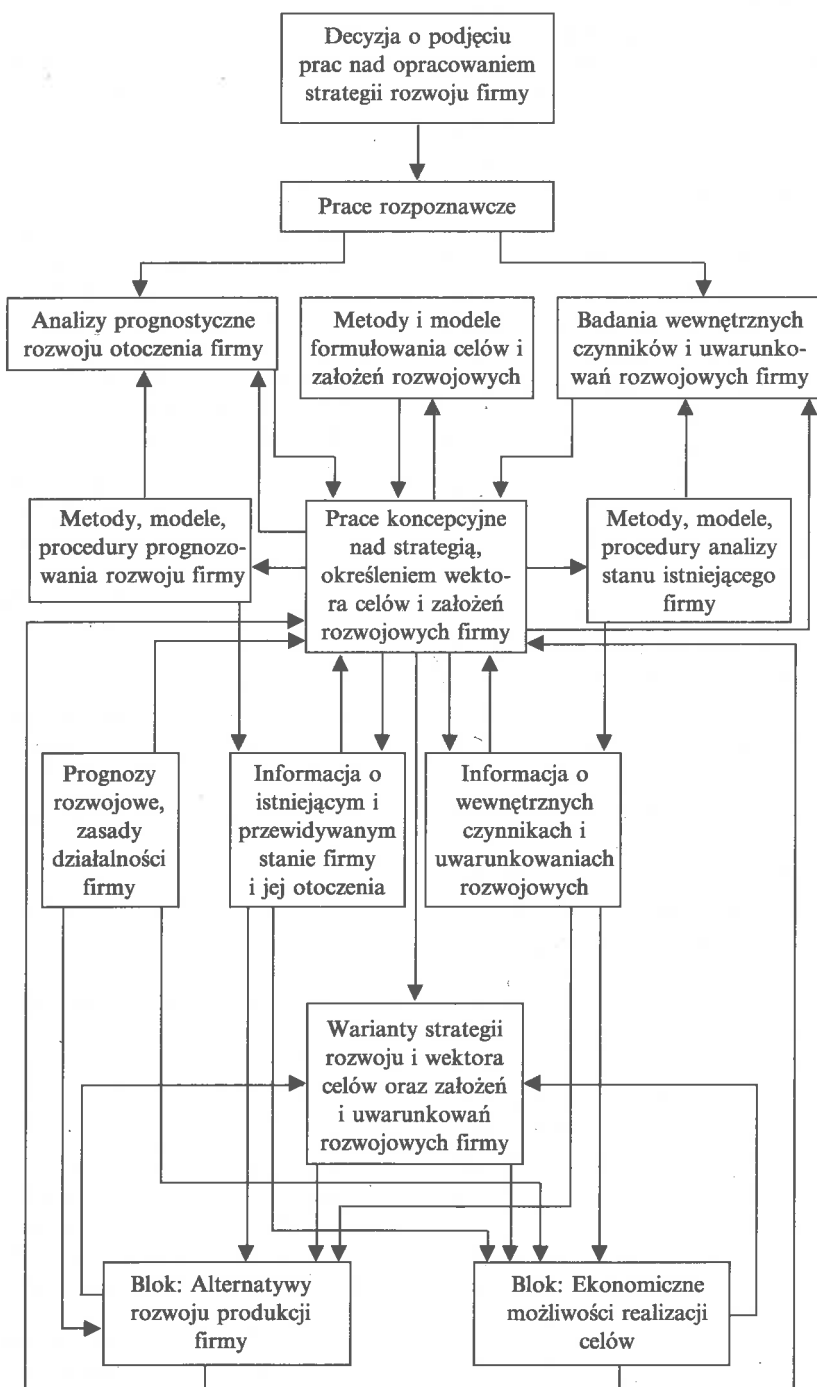 Decyzja o podjęciu
prac nad opracowaniem
strategii rozwoju firmy
Prace rozpoznawcze
Analizy prognostyczne
rozwoju otoczenia firmy
Metody i modele
formułowania celów i
założeń rozwojowych
Badania wewnętrznych
czynników i uwarunko-
wań rozwojowych firmy
Metody, modele,
procedury prognozo-
wania rozwoju firmy
Prace koncepcyjne
nad strategią,
określeniem wekto-
ra celów i założeń
rozwojowych firmy
Metody, modele,
procedury analizy
stanu istniejącego
firmy
Prognozy
rozwojowe,
zasady
działalności
firmy
Informacja o
istniejącym i
przewidywanym
stanie firmy
i jej otoczenia
Informacja o
wewnętrznych
czynnikach i
uwarunkowaniach
rozwojowych
Warianty strategii
rozwoju i wektora
celów oraz założeń
i uwarunkowań
rozwojowych firmy
Blok: Alternatywy
rozwoju produkcji
firmy
Blok: Ekonomiczne
możliwości realizacji
celów